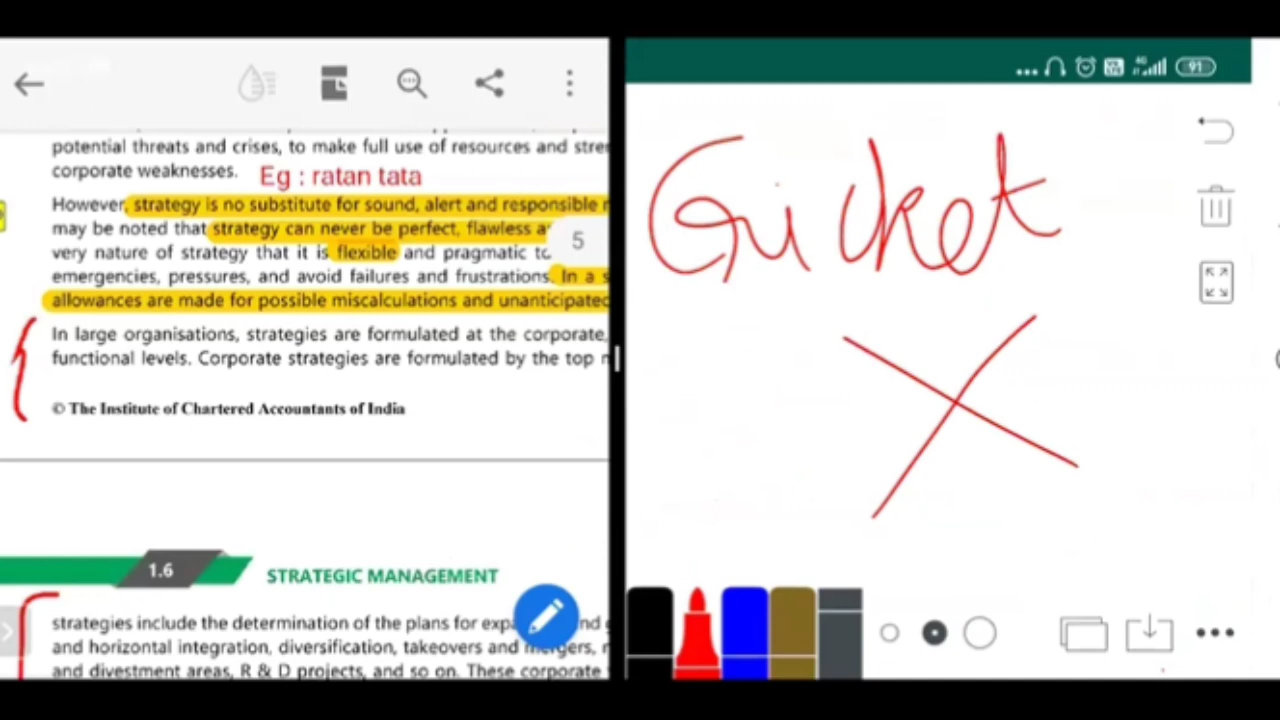 potential threats and crises, to make full use of resources and
corporate weaknesses.
Eg : ratan tata
However, strategy is no substitute for sound, alert and responsible
may be noted that strategy can never be perfect, flawless
5
very nature of strategy that it is flexible and pragmatic to
emergencies, pressures, and avoid failures and frustrations. In a
allowances are made for possible miscalculations and unanticipated
In large organisations, strategies are formulated at the corporate,
functional levels. Corporate strategies are formulated by the top
© The Institute of Chartered Accountants of India
1.6
STRATEGIC MANAGEMENT
strategies include the determination of the plans for
and horizontal integration, diversification, takeovers and mergers,
and divestment areas, R & D projects, and so on. These corporate
4G
91
Cricket